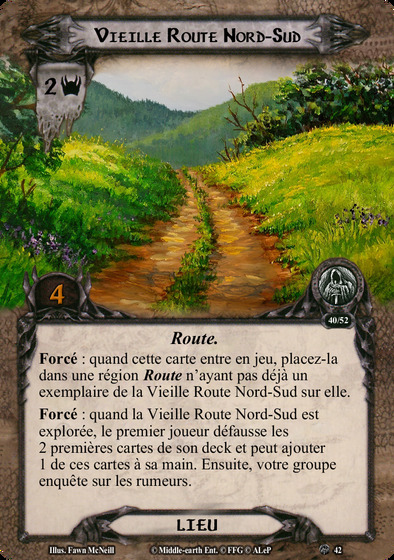 Vieille Route Nord-Sud
2
4
40/52
Route.
Forcé : quand cette carte entre en jeu, placez-la
dans une région Route n'ayant pas déjà un
exemplaire de la Vieille Route Nord-Sud sur elle.
Forcé : quand la Vieille Route Nord-Sud est
explorée, le premier joueur défausse les
2 premières cartes de son deck et peut ajouter
1 de ces cartes à sa main. Ensuite, votre groupe
enquête sur les rumeurs.
LIEU
Illus. Fawn McNeill © Middle-earth Ent. © FFG © ALeP 42